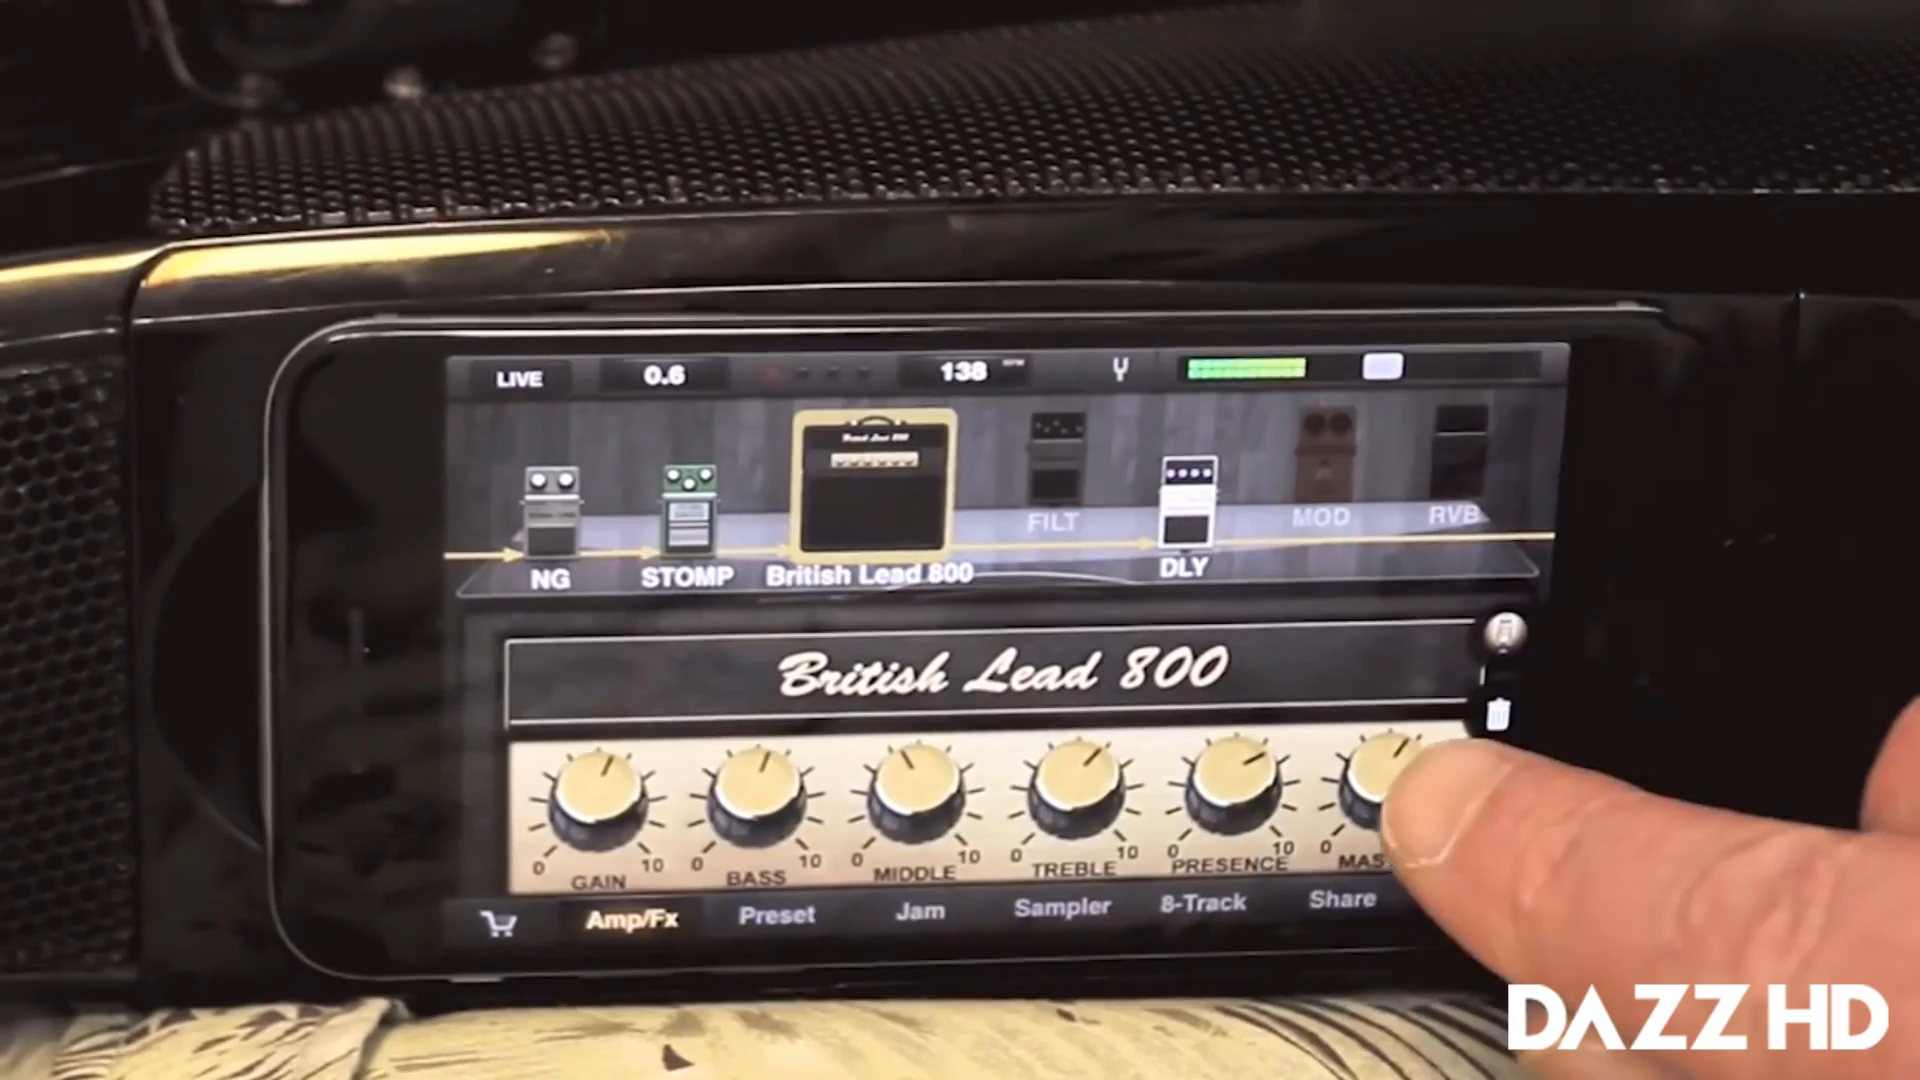 LIVE 0.6 138
FILT MOD RVB
NG STOMP British Lead 800 DLY
British Lead 800
0 10 0 10 0 10 0 10 0 10 0
GAIN BASS MIDDLE TREBLE PRESENCE MAS
Amp/Fx Preset Jam Sampler 8-Track Share
DAZZ HD